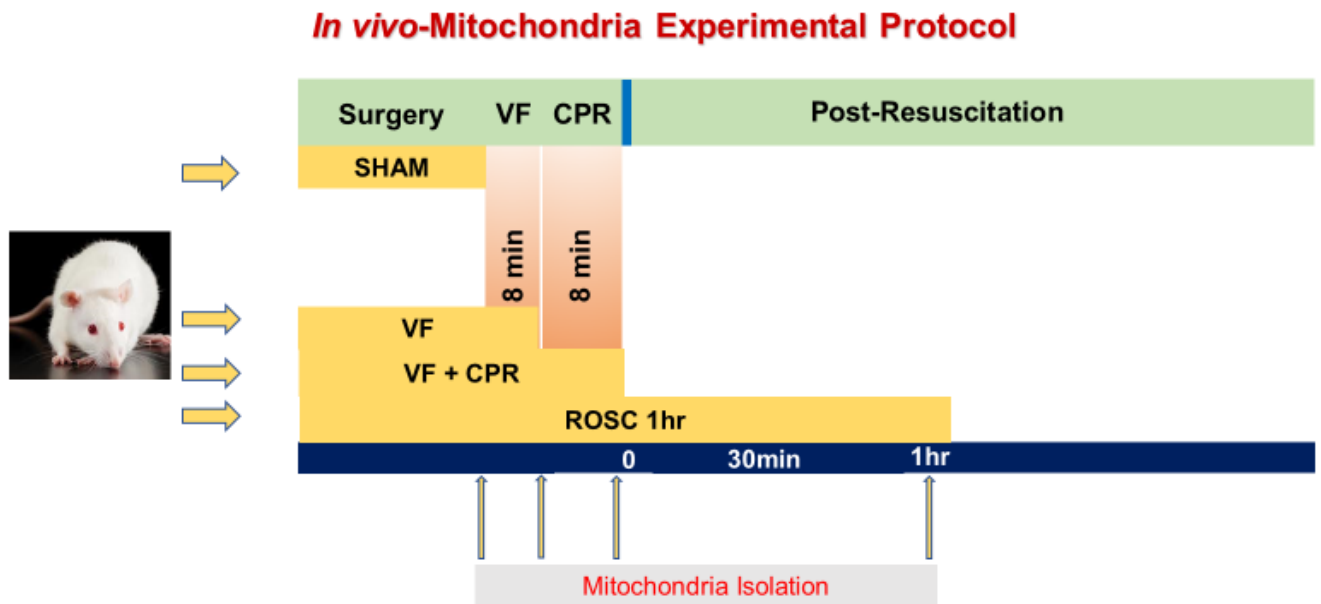 In vivo-Mitochondria Experimental Protocol
Surgery VF CPR Post-Resuscitation
SHAM
8 min 8 min
VF
VF + CPR
ROSC 1hr
0 30min 1hr
Mitochondria Isolation